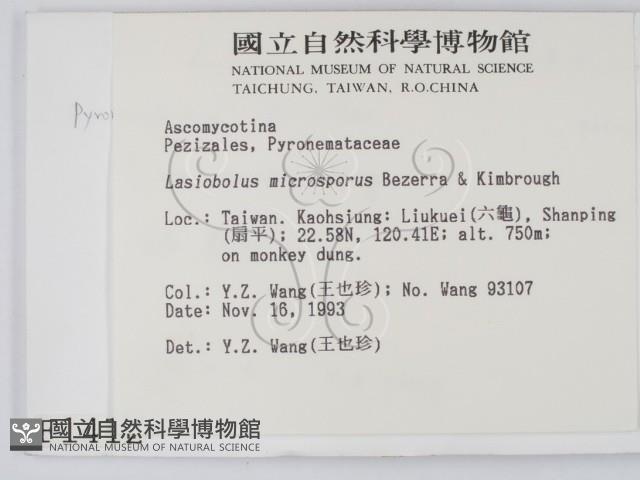 國立自然科學博物館
NATIONAL MUSEUM OF NATURAL SCIENCE
TAICHUNG, TAIWAN, R.O.CHINA
Pyron
Ascomycotina
Pezizales, Pyronemataceae
Lasiobolus microsporus Bezerra & Kimbrough
Loc.: Taiwan. Kaohsiung: Liukuei(六龜), Shanping
(扇平); 22.58N, 120.41E; alt. 750m;
on monkey dung.
Col.: Y.Z. Wang(王也珍); No. Wang 93107
Date: Nov. 16, 1993
Det.: Y.Z. Wang(王也珍)
國立自然科學博物館
NATIONAL MUSEUM OF NATURAL SCIENCE